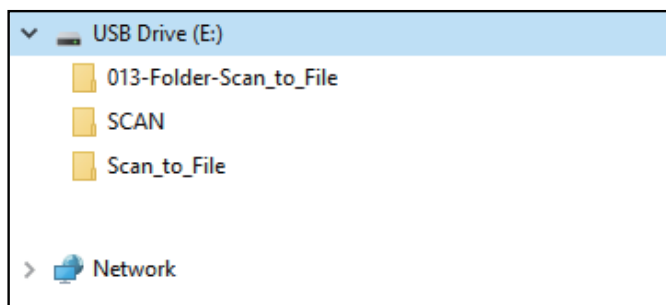 USB Drive (E:)
013-Folder-Scan_to_File
SCAN
Scan_to_File
Network